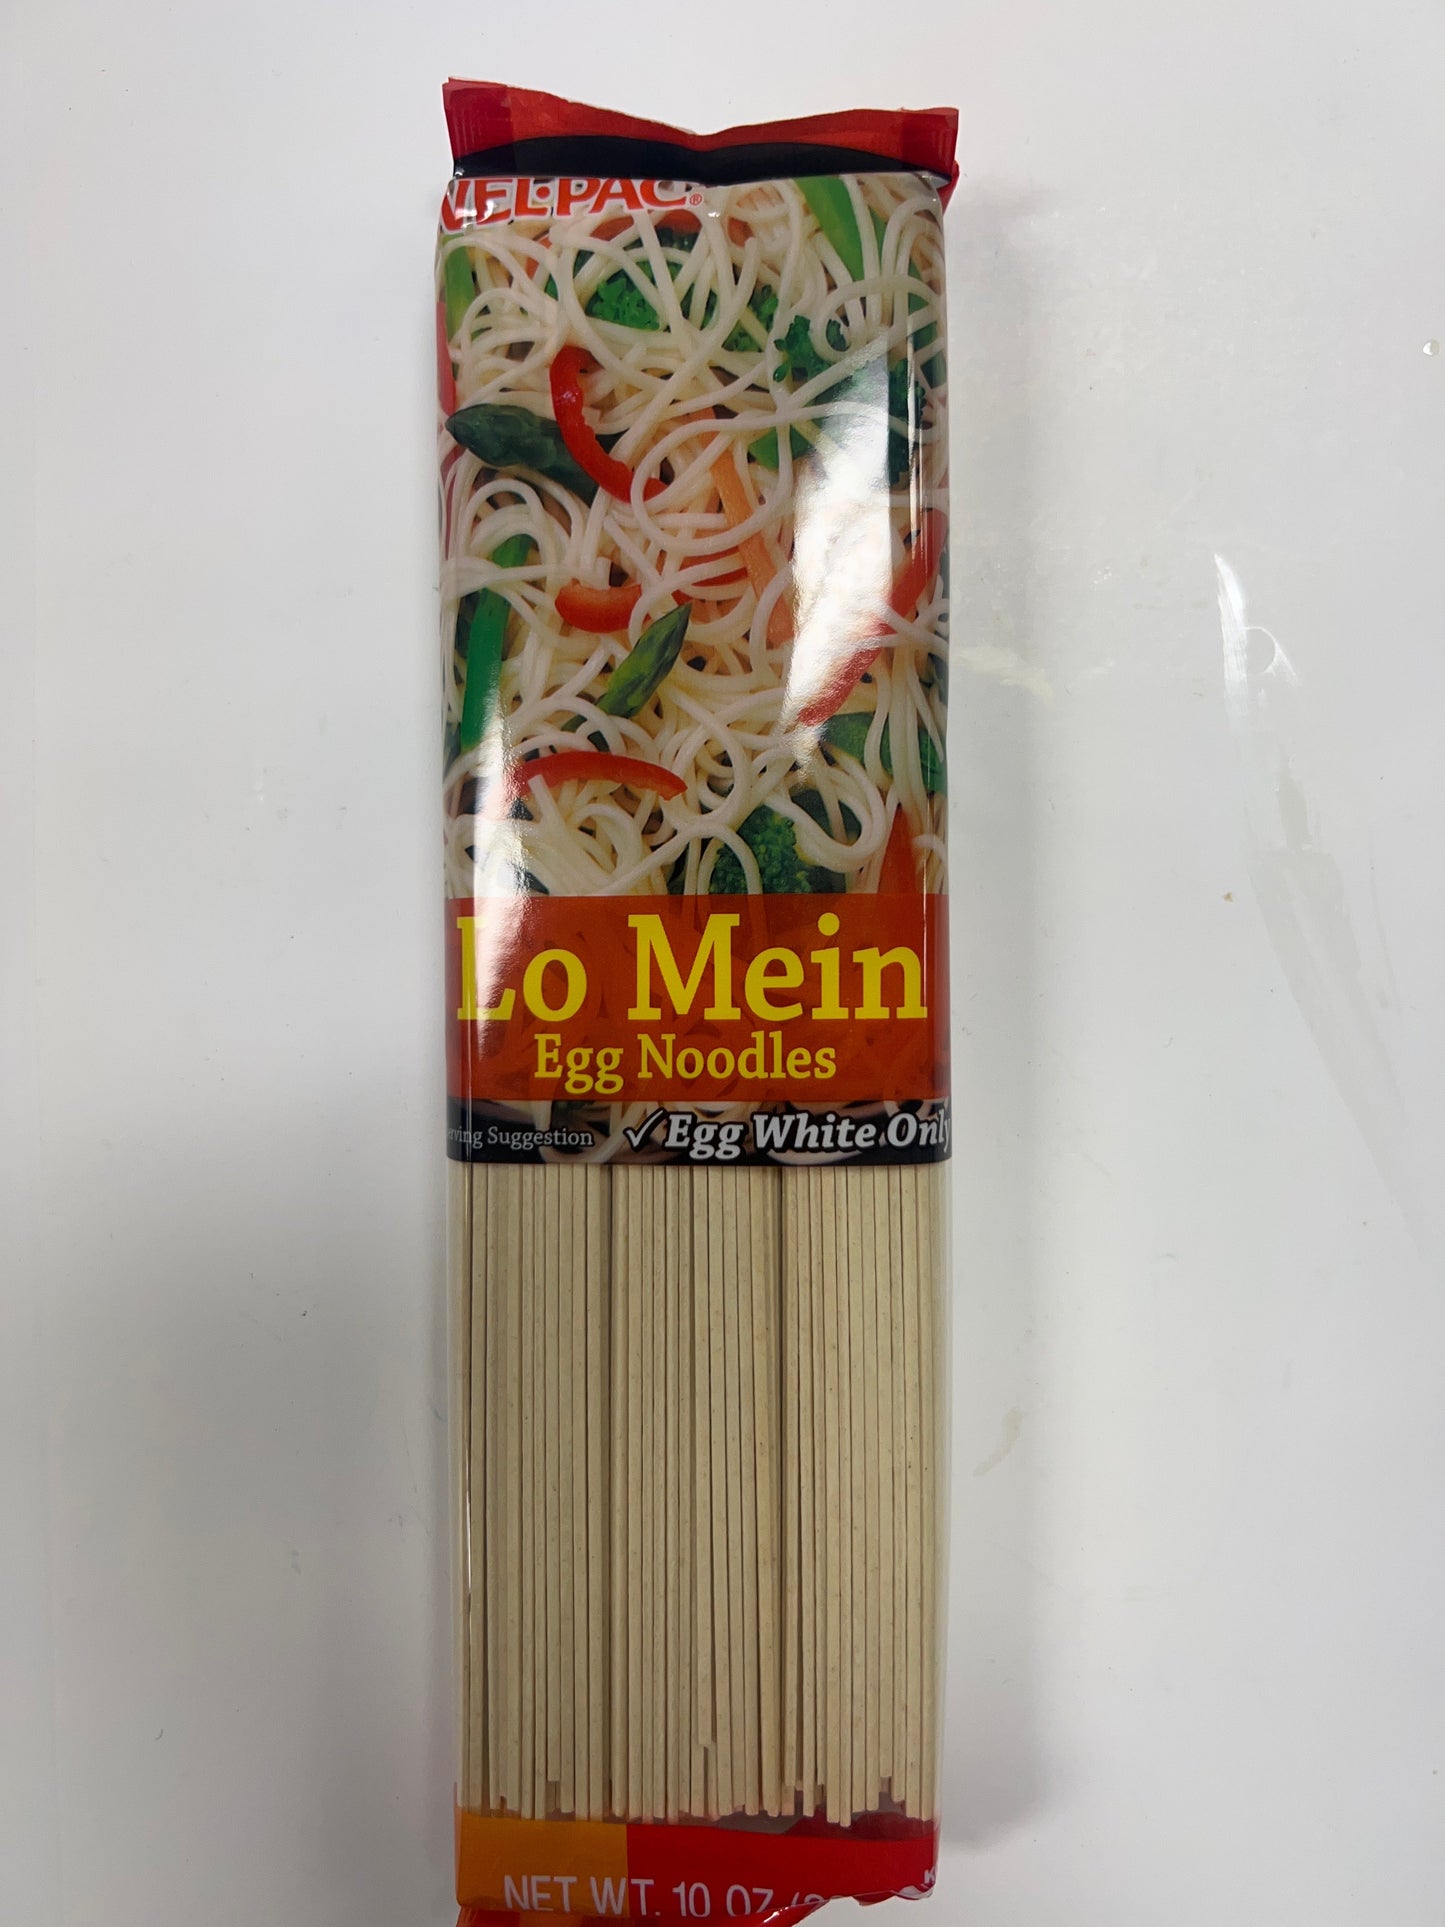 WEL·PAC®
Lo Mein
Egg Noodles
Serving Suggestion ✓ Egg White Only
NET WT. 10 OZ